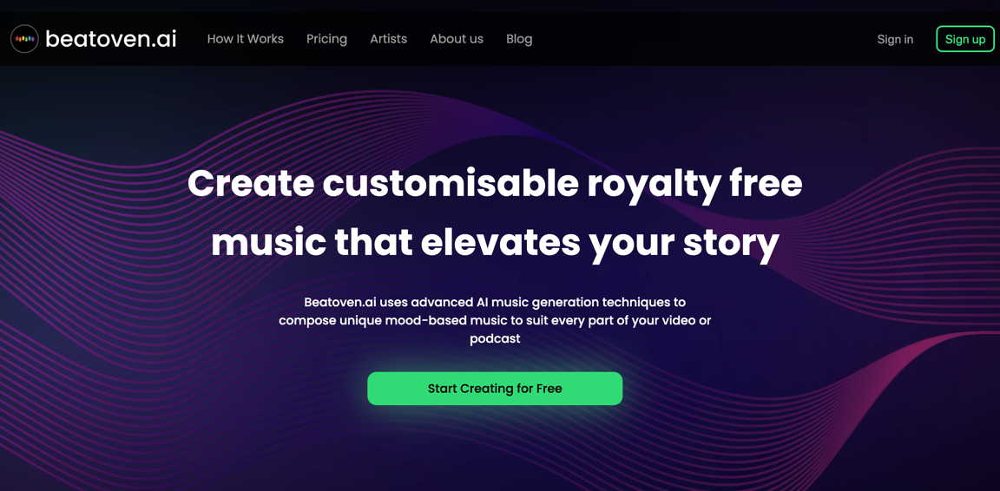 beatoven.ai How It Works Pricing Artists About us Blog Sign in Sign up
Create customisable royalty free
music that elevates your story
Beatoven.ai uses advanced AI music generation techniques to
compose unique mood-based music to suit every part of your video or
podcast
Start Creating for Free